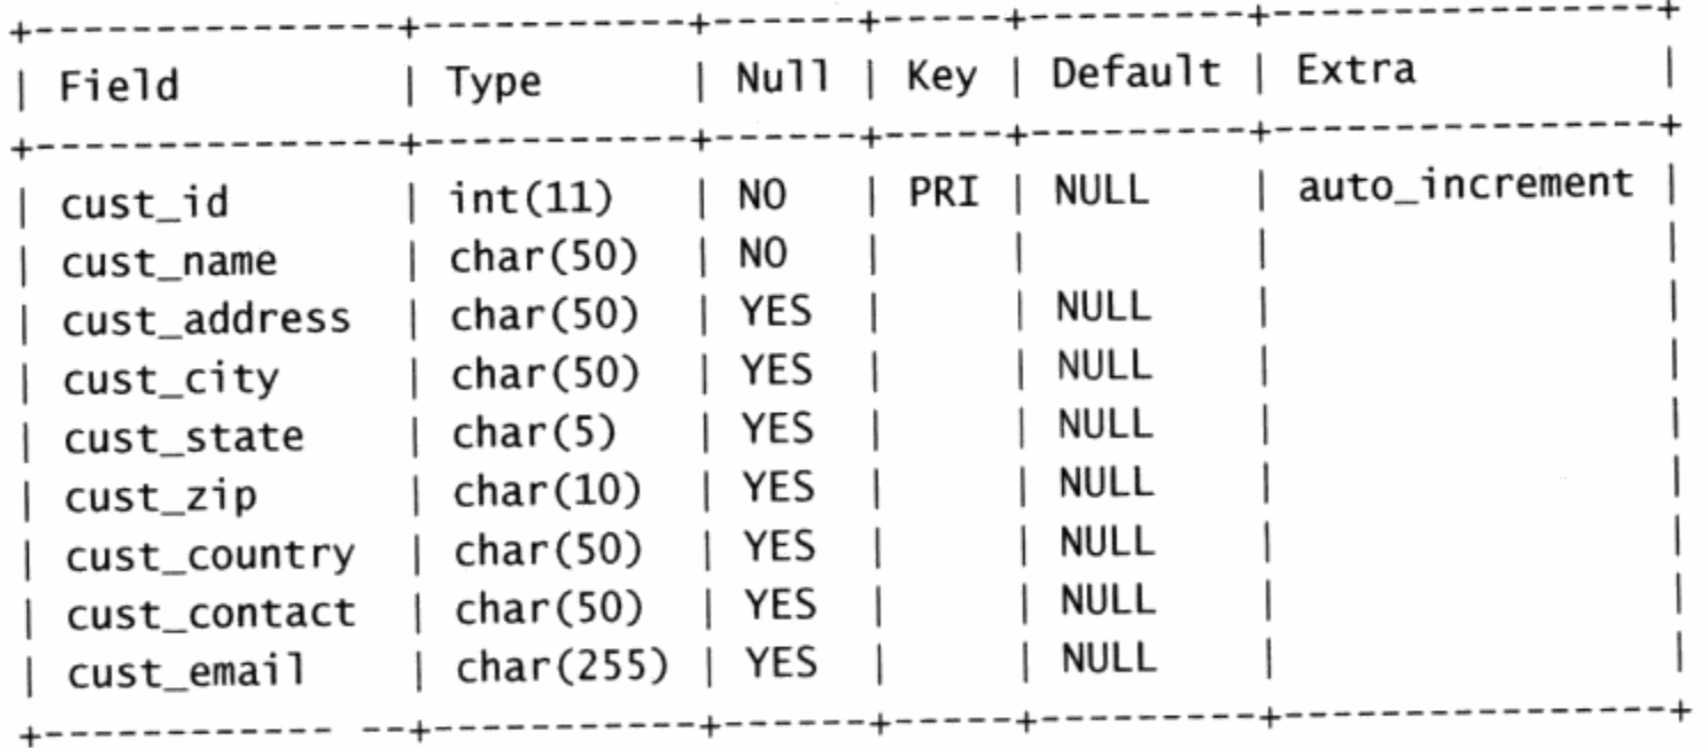 +----------------+------------+------+-----+---------+----------------+
| Field | Type | Null | Key | Default | Extra |
+----------------+------------+------+-----+---------+----------------+
| cust_id | int(11) | NO | PRI | NULL | auto_increment |
| cust_name | char(50) | NO | | | |
| cust_address | char(50) | YES | | NULL | |
| cust_city | char(50) | YES | | NULL | |
| cust_state | char(5) | YES | | NULL | |
| cust_zip | char(10) | YES | | NULL | |
| cust_country | char(50) | YES | | NULL | |
| cust_contact | char(50) | YES | | NULL | |
| cust_email | char(255) | YES | | NULL | |
+------------ --+------------+------+-----+---------+----------------+